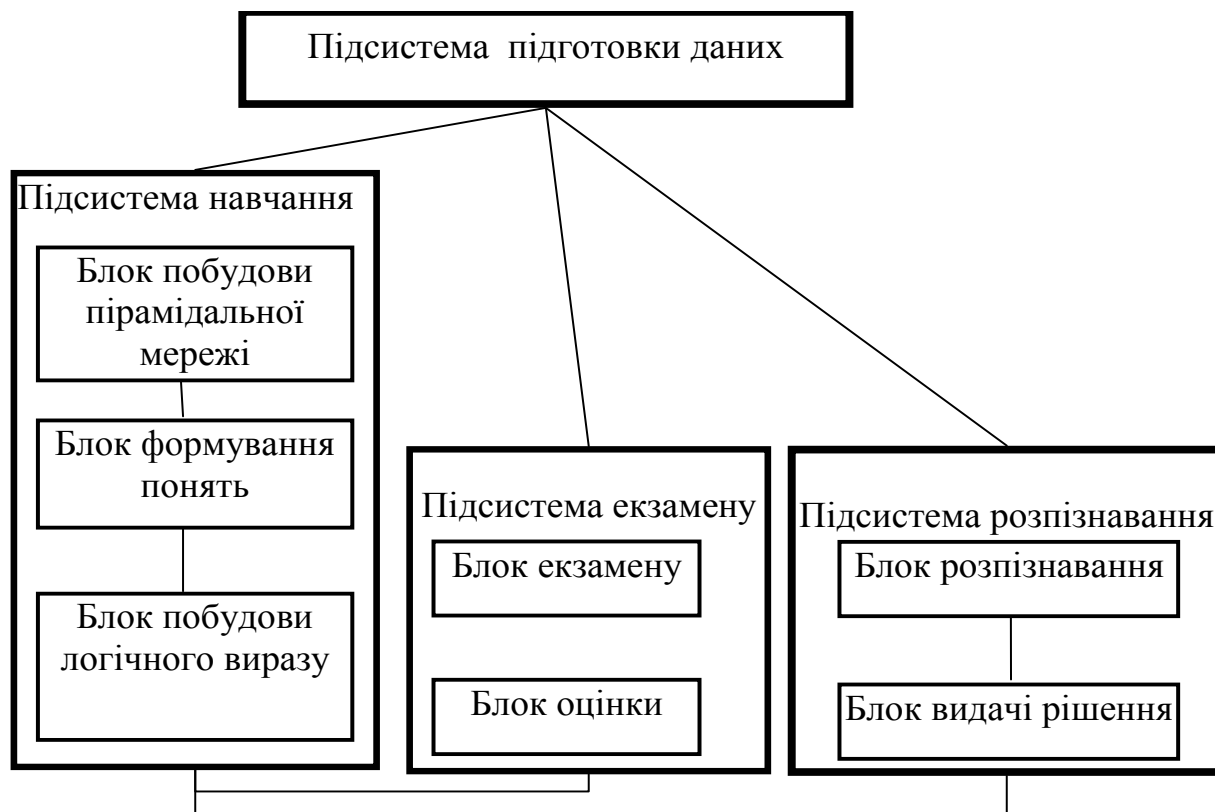 Підсистема підготовки даних
Підсистема навчання
Блок побудови
пірамідальної
мережі
Блок формування
понять
Блок побудови
логічного виразу
Підсистема екзамену
Блок екзамену
Блок оцінки
Підсистема розпізнавання
Блок розпізнавання
Блок видачі рішення